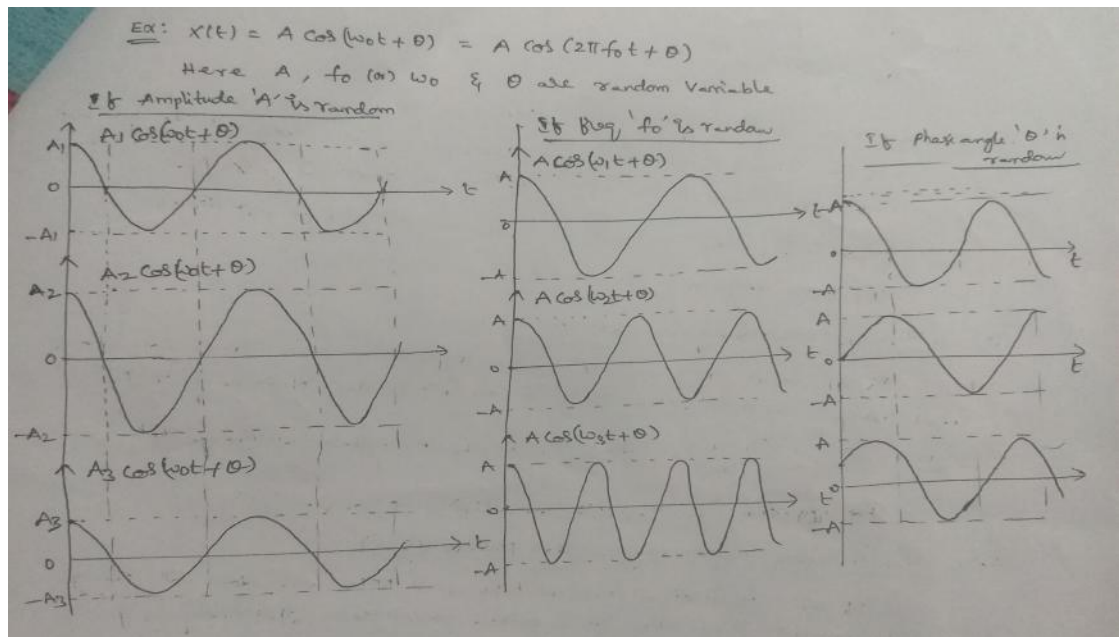 Ex: X(t) = A cos(ω0t + θ) = A cos(2πf0t + θ)
Here A, f0 (or) ω0 & θ are random Varriable
If Amplitude 'A' is random
A1 cos(ω0t + θ)
A1
0
-A1
t
A2 cos(ω0t + θ)
A2
0
-A2
A3 cos(ω0t + θ)
A3
0
-A3
t
If freq 'f0' is random
A cos(ω1t + θ)
A
0
-A
t
A cos(ω2t + θ)
A
0
-A
t
A cos(ω3t + θ)
A
0
-A
t
If phase angle 'θ' is
random
A
0
-A
t
A
0
-A
t
A
0
-A